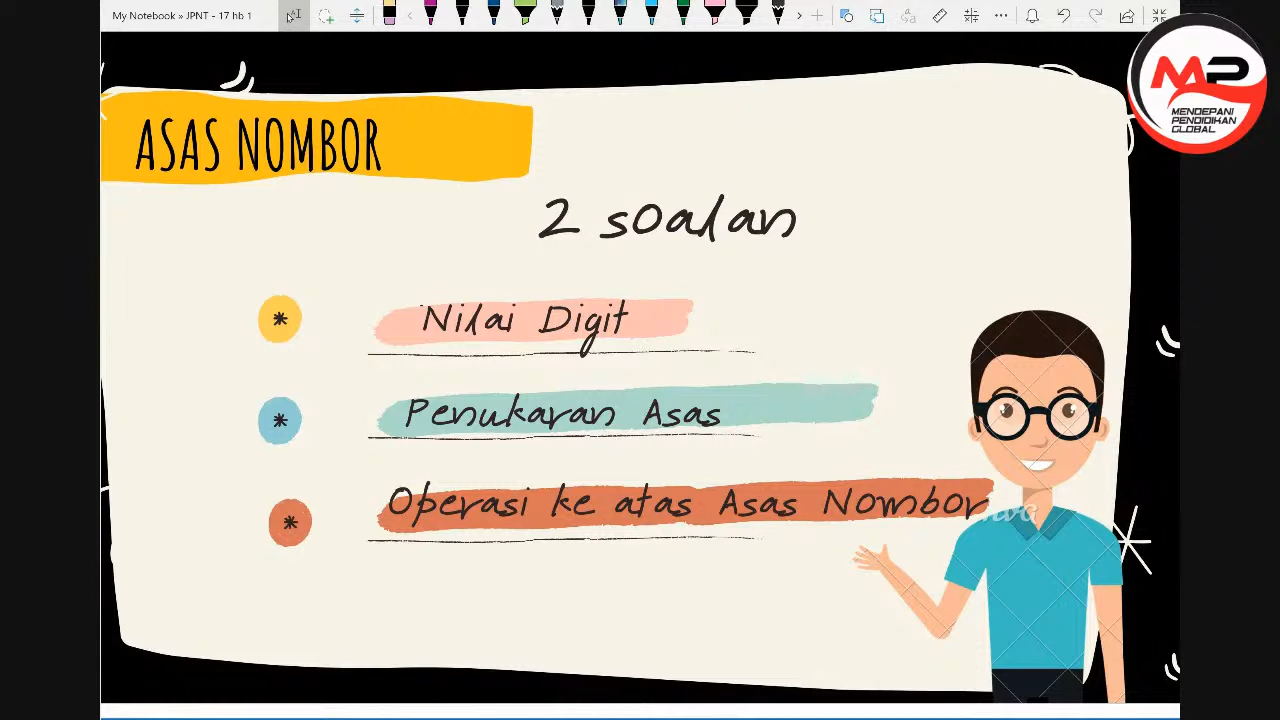 My Notebook » JPNT - 17 hb 1
MP
MENDEPANI
PENDIDIKAN
GLOBAL
ASAS NOMBOR
2 soalan
* Nilai Digit
* Penukaran Asas
* Operasi ke atas Asas Nombor